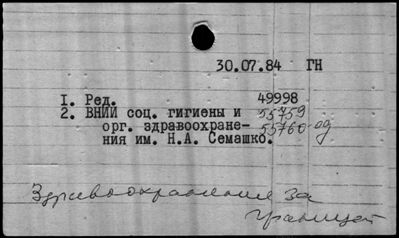 30.07.84 ГН
I. Ред. 49998
2. ВНИИ соц. гигиены и 55759
орг. здравоохране- 55760-од
ния им. Н.А. Семашко.
Здравоохранение за
границей